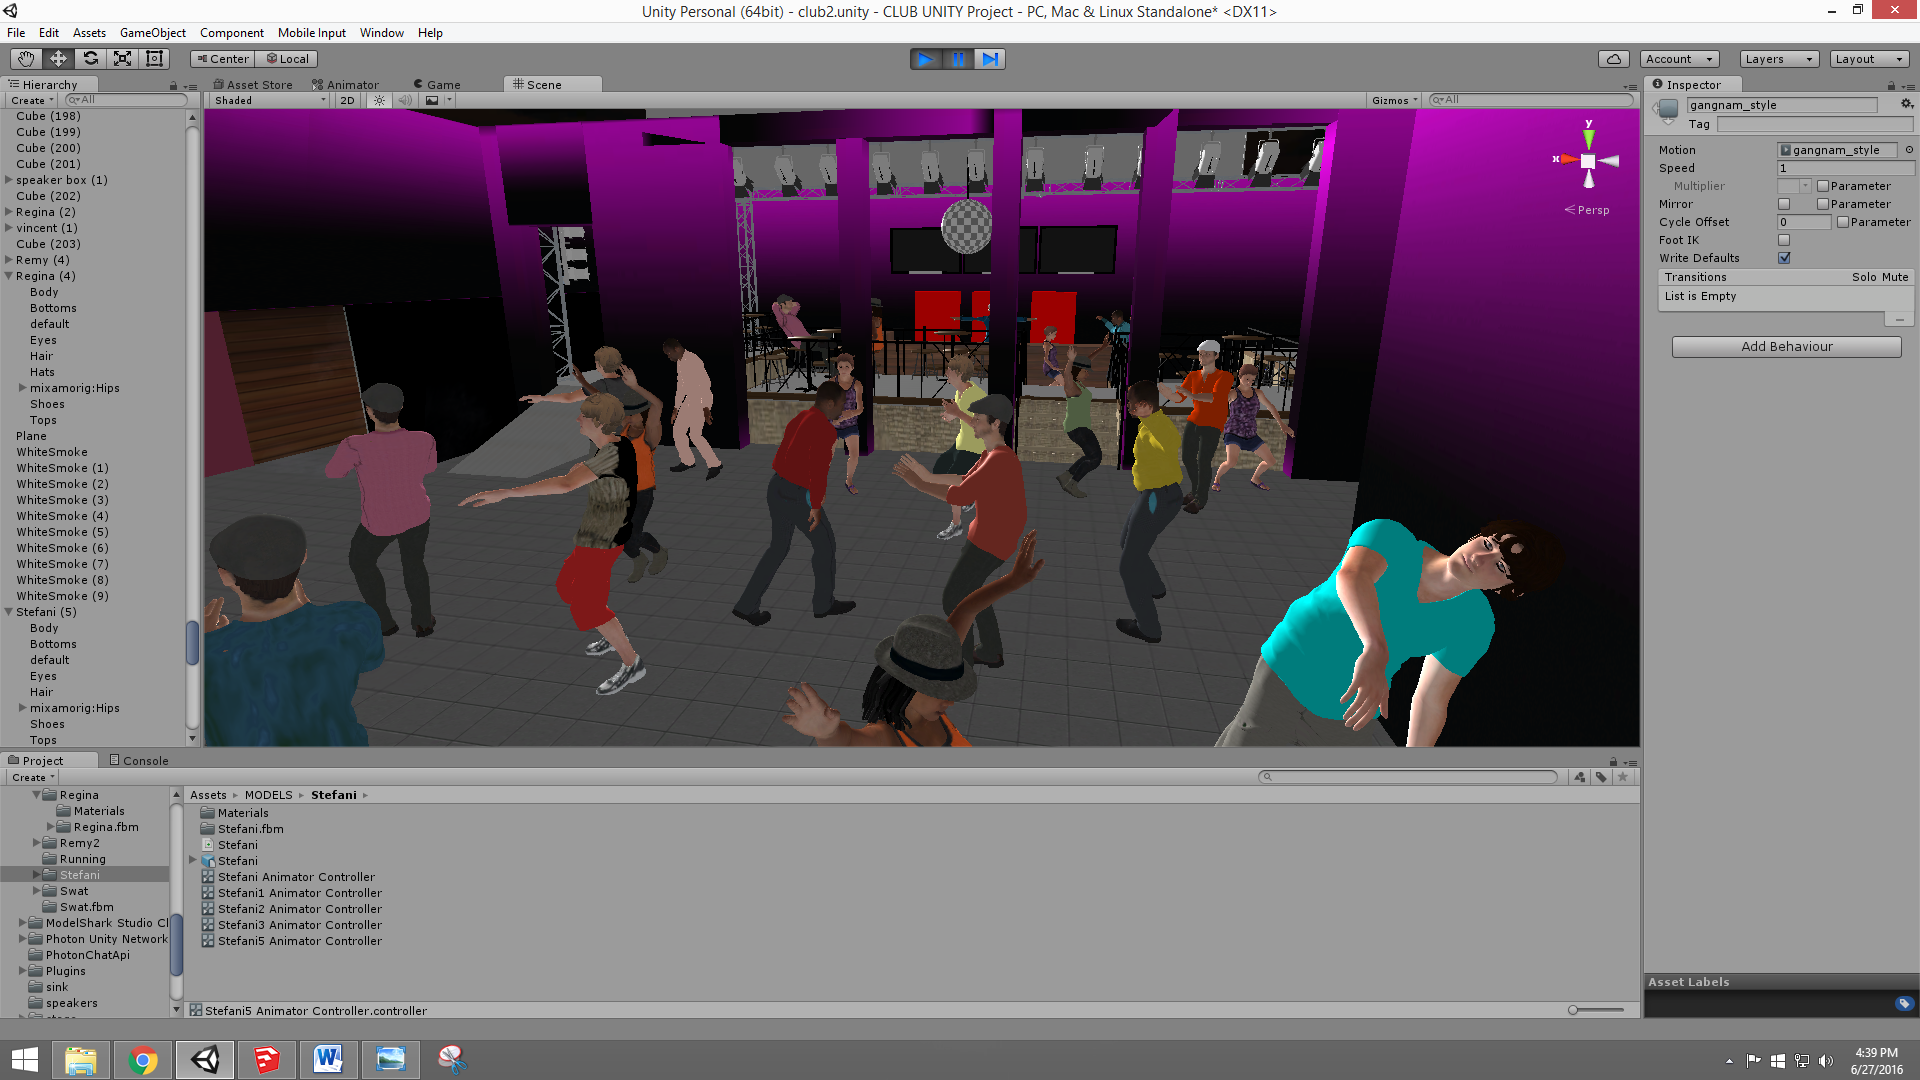 Unity Personal (64bit) - club2.unity - CLUB UNITY Project - PC, Mac & Linux Standalone* <DX11>
File Edit Assets GameObject Component Mobile Input Window Help
Center Local
Account Layers Layout
Hierarchy
Create All
Cube (198)
Cube (199)
Cube (200)
Cube (201)
speaker box (1)
Cube (202)
Regina (2)
vincent (1)
Cube (203)
Remy (4)
Regina (4)
Body
Bottoms
default
Eyes
Hair
Hats
mixamorig:Hips
Shoes
Tops
Plane
WhiteSmoke
WhiteSmoke (1)
WhiteSmoke (2)
WhiteSmoke (3)
WhiteSmoke (4)
WhiteSmoke (5)
WhiteSmoke (6)
WhiteSmoke (7)
WhiteSmoke (8)
WhiteSmoke (9)
Stefani (5)
Body
Bottoms
default
Eyes
Hair
mixamorig:Hips
Shoes
Tops
Asset Store Animator Game Scene
Shaded 2D Gizmos All
y
x
Persp
Inspector
gangnam_style
Tag
Motion gangnam_style
Speed 1
Multiplier Parameter
Mirror Parameter
Cycle Offset 0 Parameter
Foot IK
Write Defaults
Transitions Solo Mute
List is Empty
Add Behaviour
Asset Labels
Project Console
Create
Regina
Materials
Regina.fbm
Remy2
Running
Stefani
Swat
Swat.fbm
ModelShark Studio Cl
Photon Unity Network
PhotonChatApi
Plugins
sink
speakers
Assets MODELS Stefani
Materials
Stefani.fbm
Stefani
Stefani
Stefani Animator Controller
Stefani1 Animator Controller
Stefani2 Animator Controller
Stefani3 Animator Controller
Stefani5 Animator Controller
Stefani5 Animator Controller.controller
4:39 PM
6/27/2016